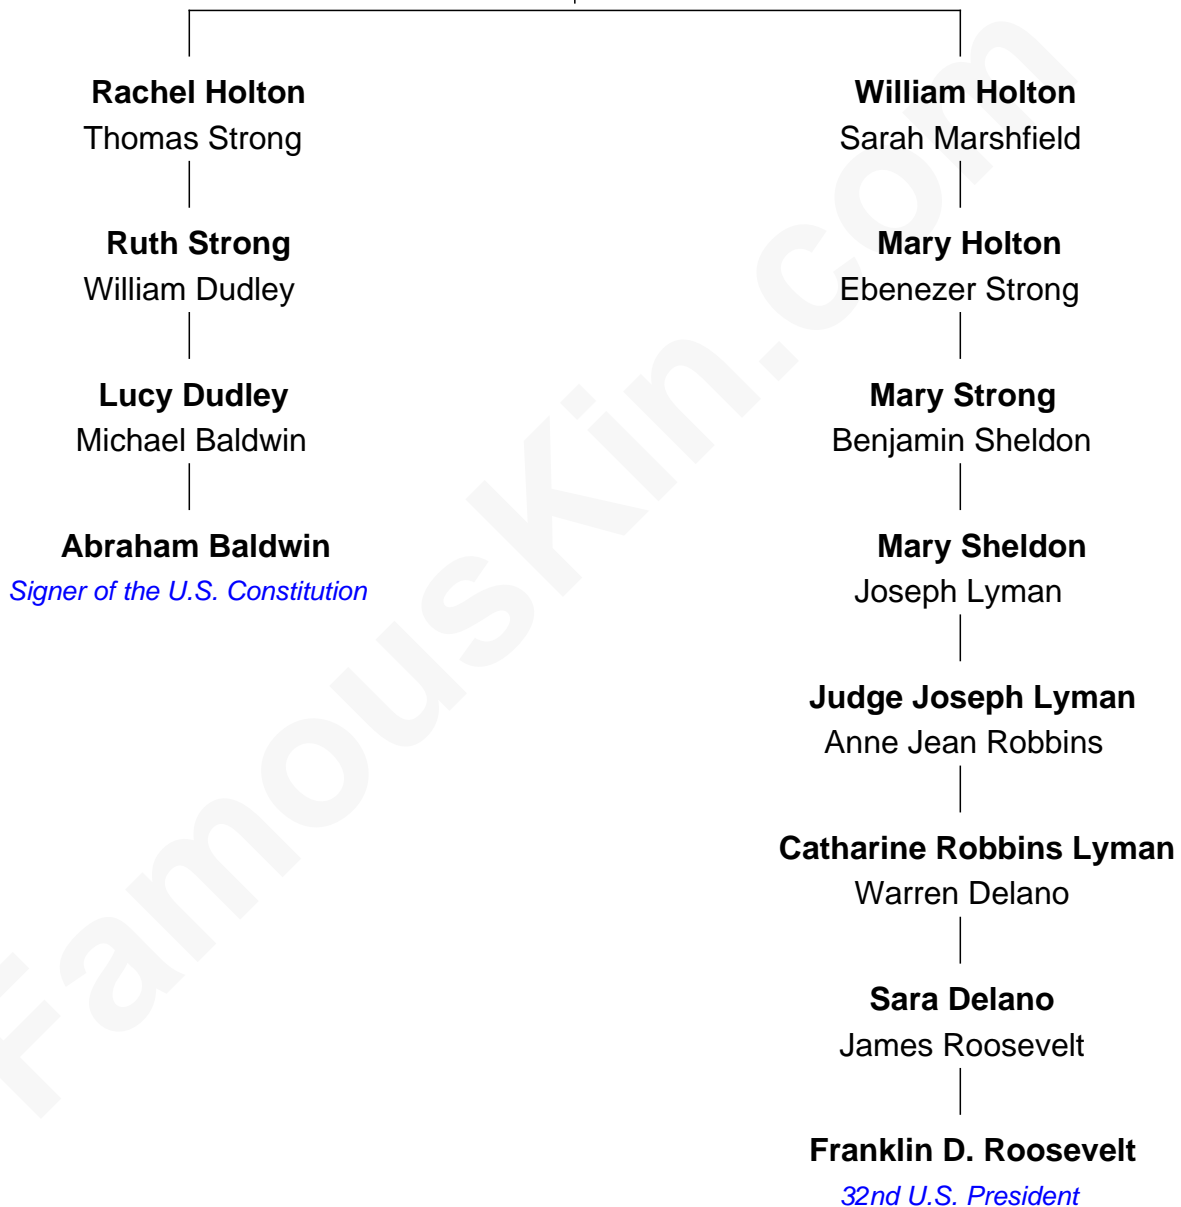 Rachel Holton
Thomas Strong
Ruth Strong
William Dudley
Lucy Dudley
Michael Baldwin
Abraham Baldwin
Signer of the U.S. Constitution
William Holton
Sarah Marshfield
Mary Holton
Ebenezer Strong
Mary Strong
Benjamin Sheldon
Mary Sheldon
Joseph Lyman
Judge Joseph Lyman
Anne Jean Robbins
Catharine Robbins Lyman
Warren Delano
Sara Delano
James Roosevelt
Franklin D. Roosevelt
32nd U.S. President
FamousKin.com